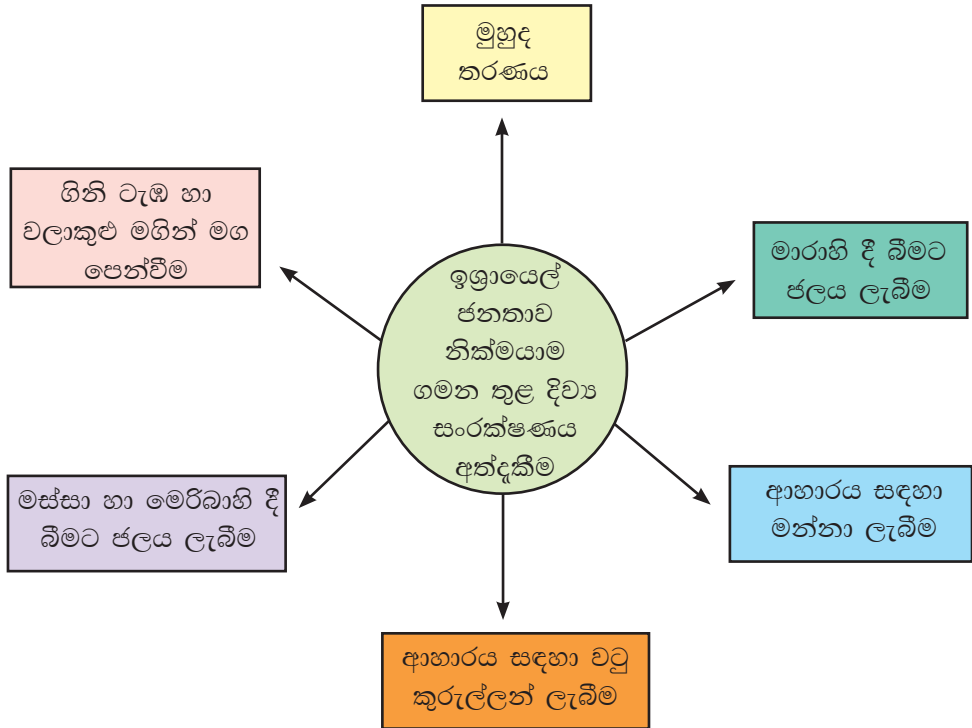 මුහුද
තරණය
ගිනි ටැඹ හා
වලාකුළු මගින් මග
පෙන්වීම
මාරාහි දී බීමට
ජලය ලැබීම
ඉශ්‍රායෙල්
ජනතාව
නික්මයාම
ගමන තුළ දිව්‍ය
සංරක්ෂණය
අත්දැකීම
මස්සා හා මෙරිබාහි දී
බීමට ජලය ලැබීම
ආහාරය සඳහා
මන්නා ලැබීම
ආහාරය සඳහා වටු
කුරුල්ලන් ලැබීම